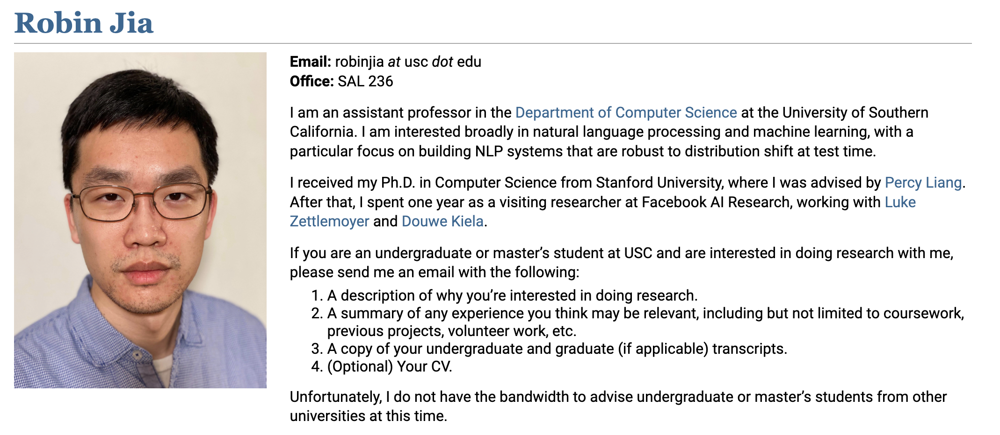 Robin Jia
Email: robinjia at usc dot edu
Office: SAL 236
I am an assistant professor in the Department of Computer Science at the University of Southern
California. I am interested broadly in natural language processing and machine learning, with a
particular focus on building NLP systems that are robust to distribution shift at test time.
I received my Ph.D. in Computer Science from Stanford University, where I was advised by Percy Liang.
After that, I spent one year as a visiting researcher at Facebook AI Research, working with Luke
Zettlemoyer and Douwe Kiela.
If you are an undergraduate or master’s student at USC and are interested in doing research with me,
please send me an email with the following:
1. A description of why you’re interested in doing research.
2. A summary of any experience you think may be relevant, including but not limited to coursework,
previous projects, volunteer work, etc.
3. A copy of your undergraduate and graduate (if applicable) transcripts.
4. (Optional) Your CV.
Unfortunately, I do not have the bandwidth to advise undergraduate or master’s students from other
universities at this time.